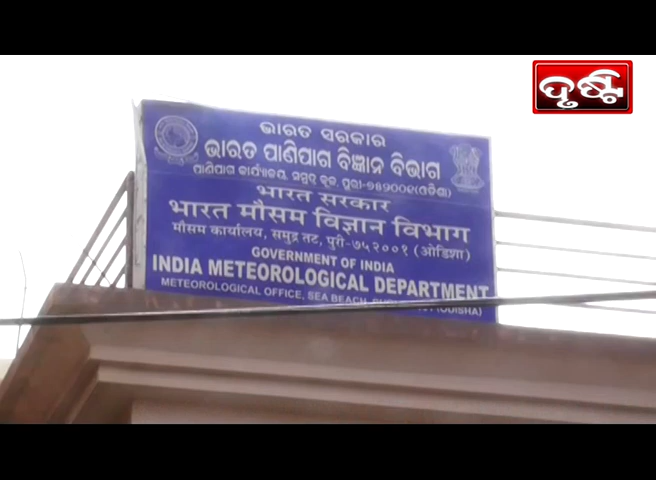 ଦୃଷ୍ଟି
ଭାରତ ସରକାର
ଭାରତ ପାଣିପାଗ ବିଜ୍ଞାନ ବିଭାଗ
ପାଣିପାଗ କାର୍ଯ୍ୟାଳୟ, ସମୁଦ୍ର କୂଳ, ପୁରୀ-୭୫୨୦୦୧(ଓଡିଶା)
भारत सरकार
भारत मौसम विज्ञान विभाग
मौसम कार्यालय, समुद्र तट, पुरी-७५२००१ (ओडिशा)
GOVERNMENT OF INDIA
INDIA METEOROLOGICAL DEPARTMENT
METEOROLOGICAL OFFICE, SEA BEACH, (ODISHA)